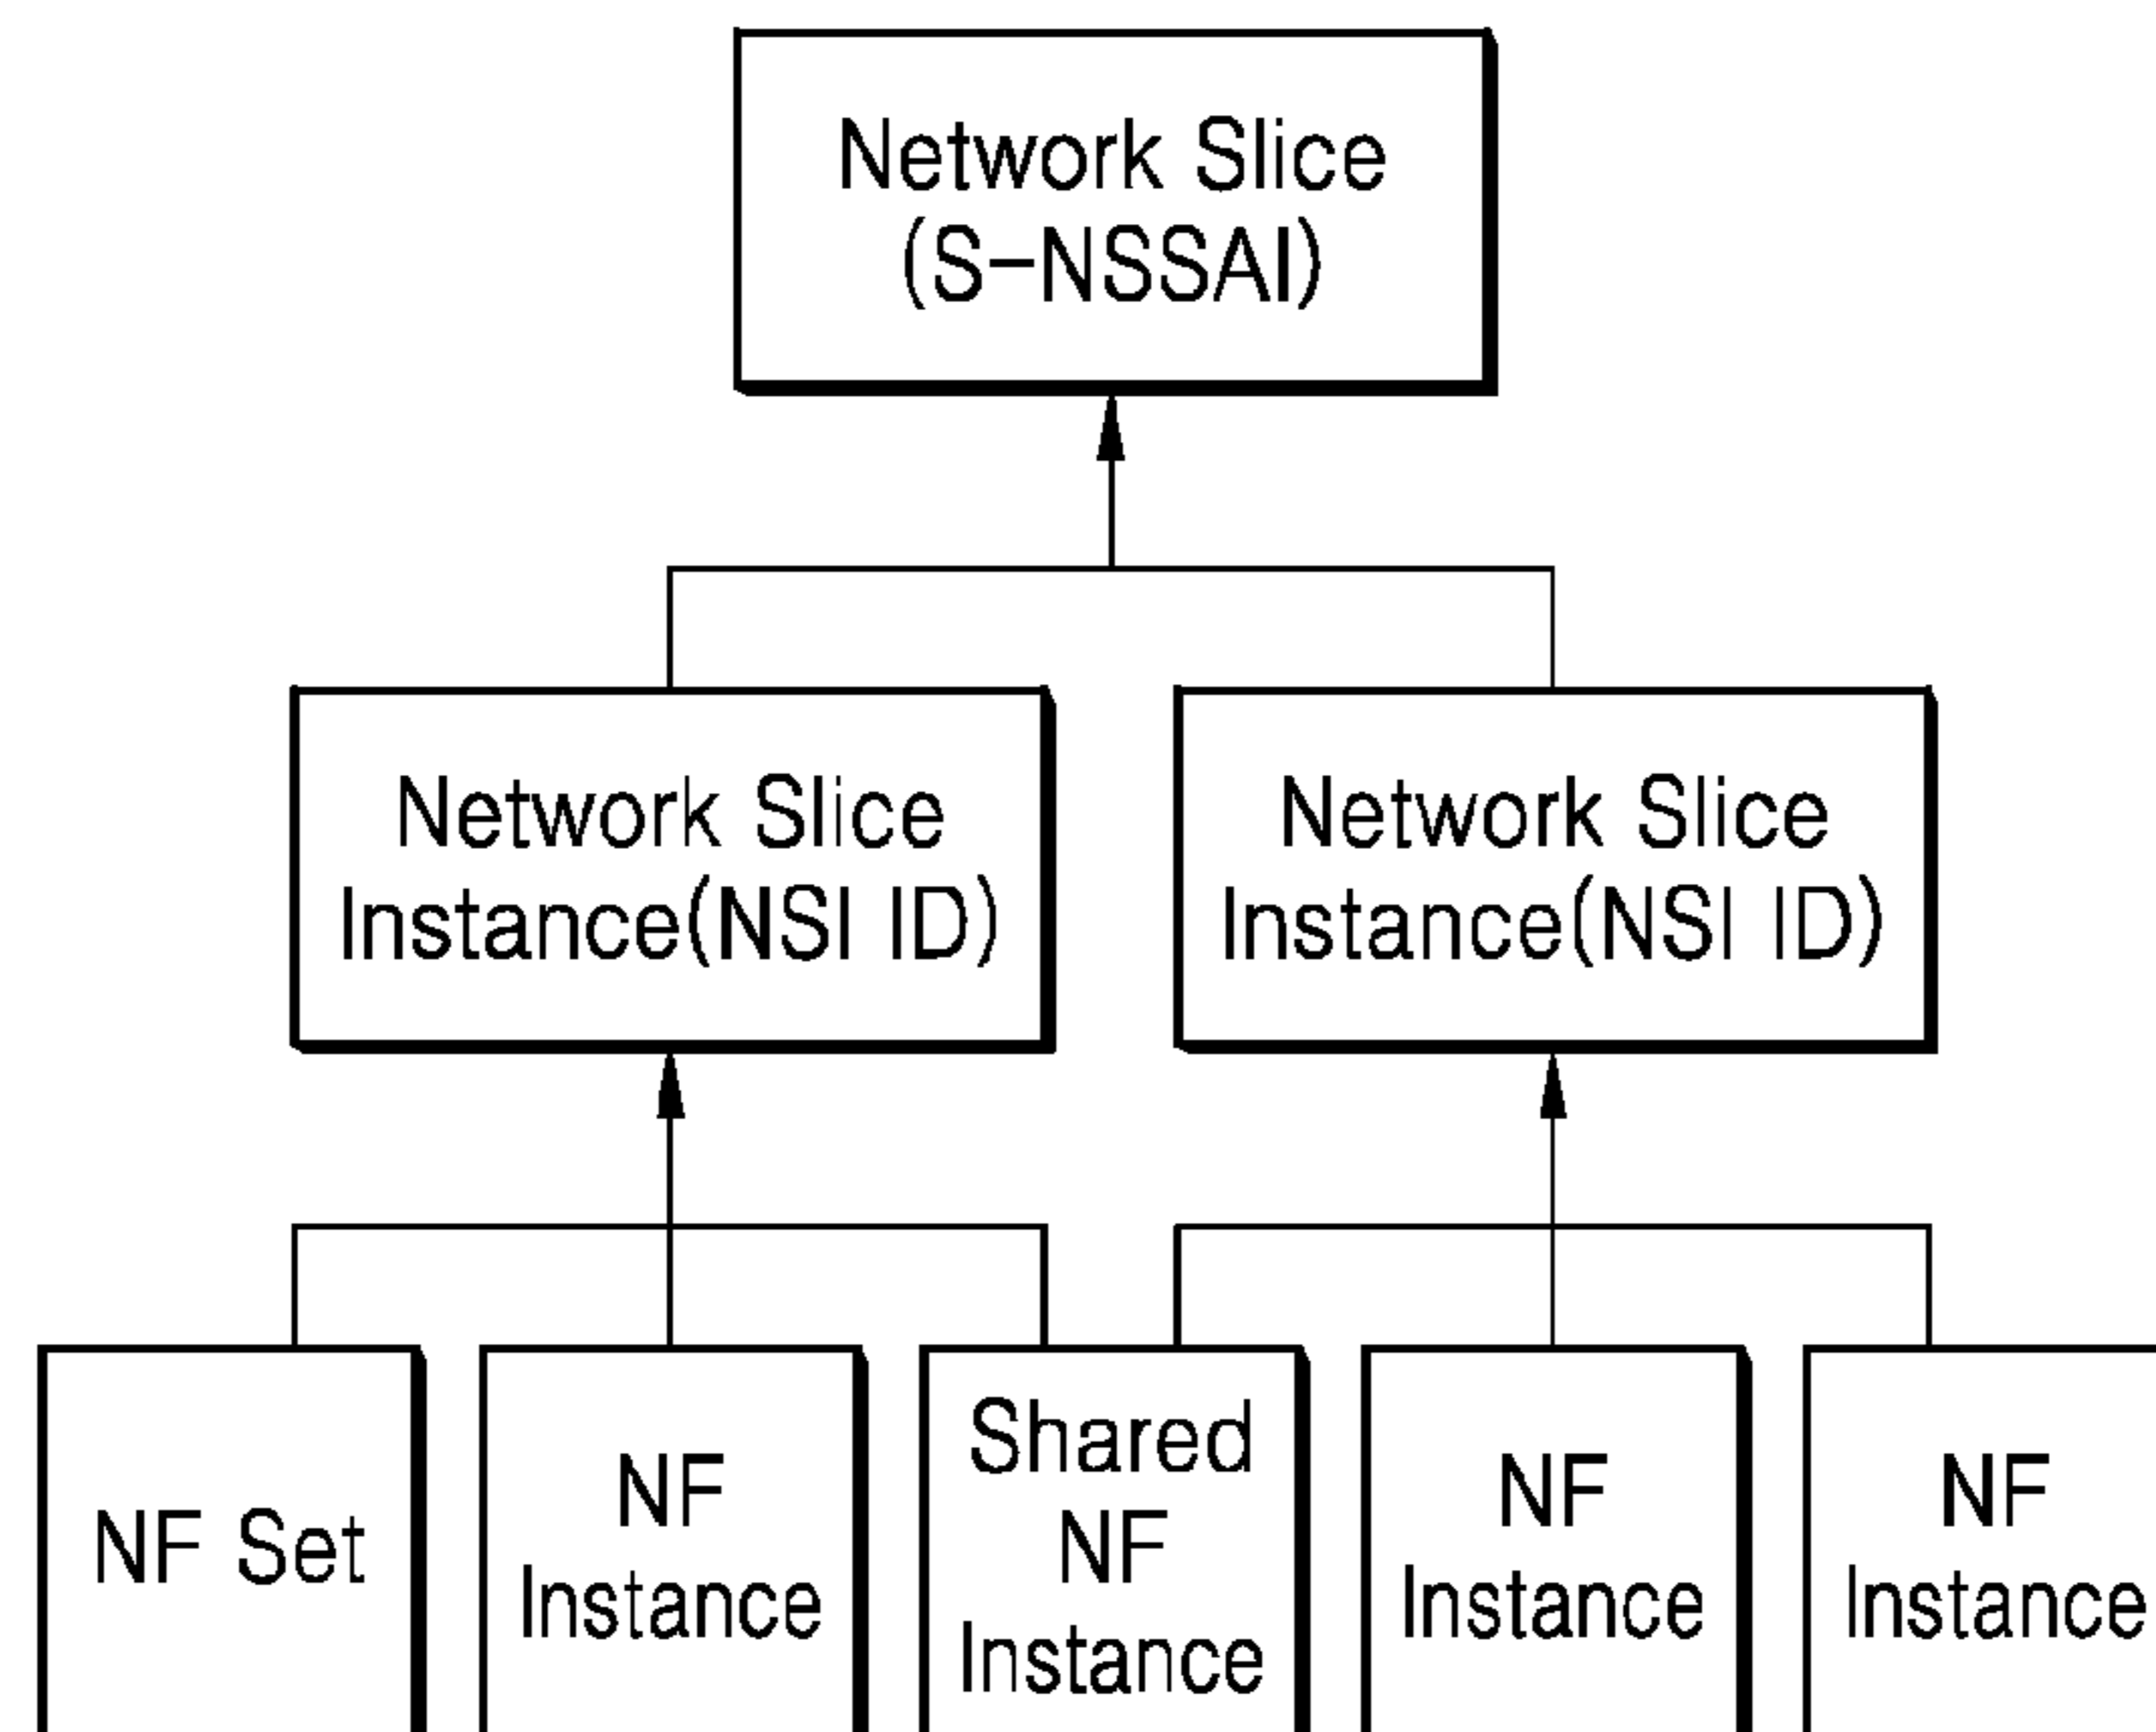 Network Slice
(S-NSSAI)
Network Slice
Instance(NSI ID)
Network Slice
Instance(NSI ID)
NF Set
NF
Instance
Shared
NF
Instance
NF
Instance
NF
Instance